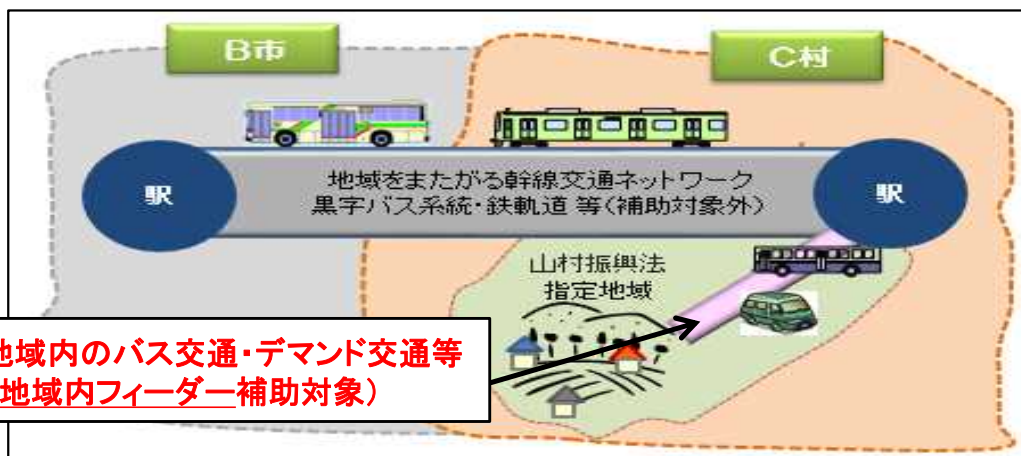 B市
C村
駅
地域をまたがる幹線交通ネットワーク
黒字バス系統・鉄軌道 等(補助対象外)
駅
山村振興法
指定地域
地域内のバス交通・デマンド交通等
地域内フィーダー補助対象)